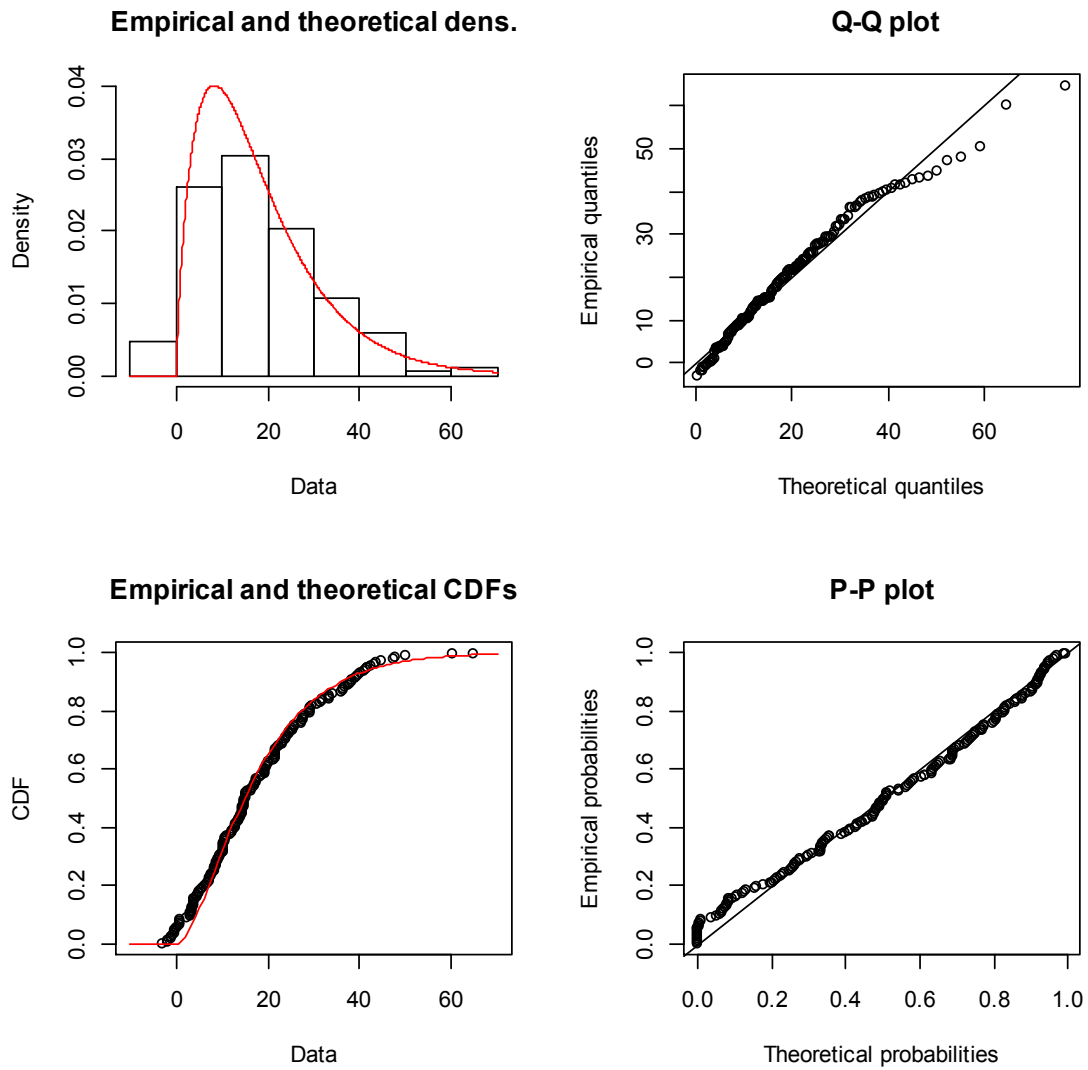 Empirical and theoretical dens.
Density
0.00 0.01 0.02 0.03 0.04
0 20 40 60
Data
Q-Q plot
Empirical quantiles
0 10 30 50
0 20 40 60
Theoretical quantiles
Empirical and theoretical CDFs
CDF
0.0 0.2 0.4 0.6 0.8 1.0
0 20 40 60
Data
P-P plot
Empirical probabilities
0.0 0.2 0.4 0.6 0.8 1.0
0.0 0.2 0.4 0.6 0.8 1.0
Theoretical probabilities